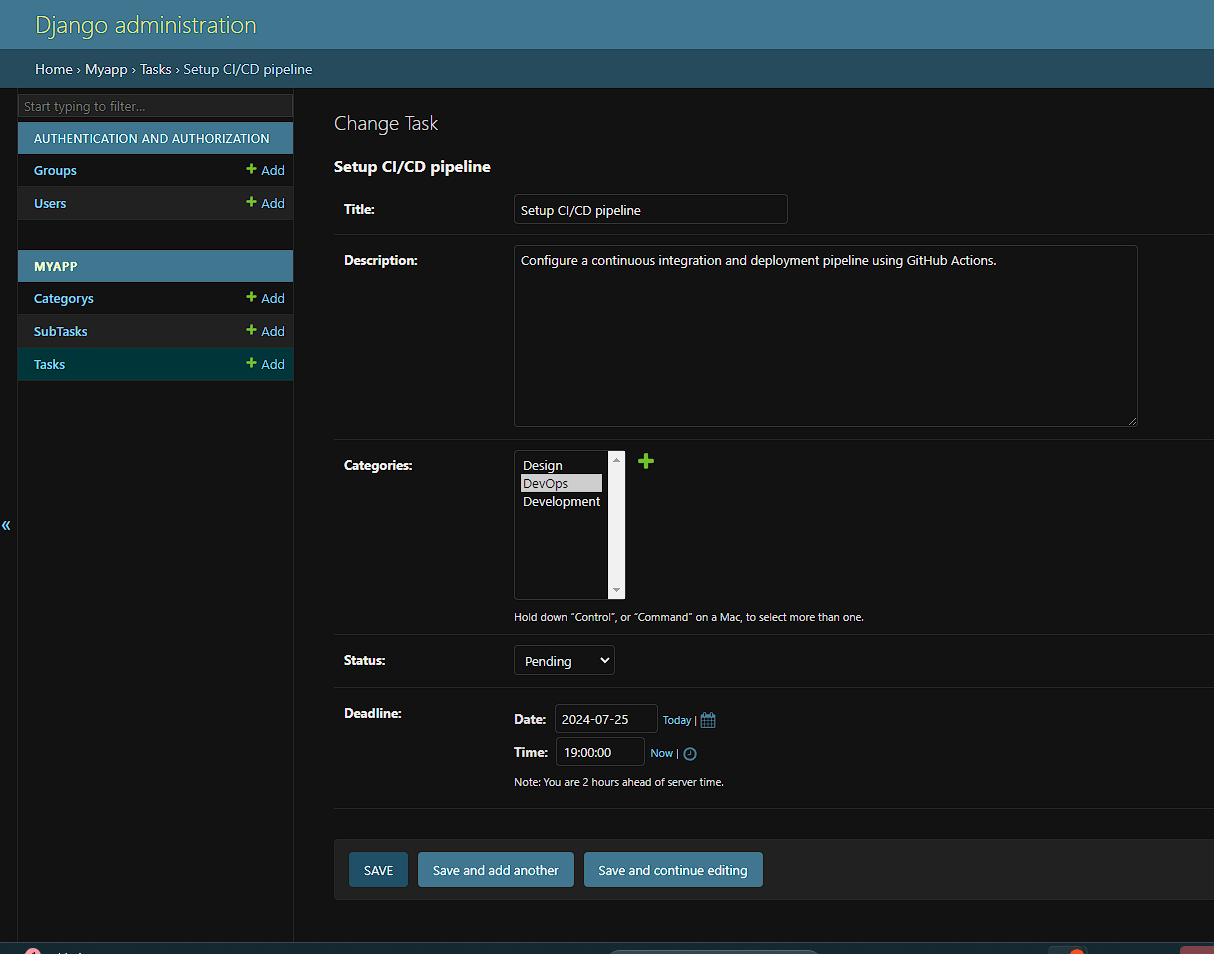 Django administration
Home › Myapp › Tasks › Setup CI/CD pipeline
Start typing to filter...
AUTHENTICATION AND AUTHORIZATION
Groups + Add
Users + Add
MYAPP
Categorys + Add
SubTasks + Add
Tasks + Add
«
Change Task
Setup CI/CD pipeline
Title: Setup CI/CD pipeline
Description: Configure a continuous integration and deployment pipeline using GitHub Actions.
Categories:
Design
DevOps
Development
Hold down “Control”, or “Command” on a Mac, to select more than one.
Status: Pending
Deadline:
Date: 2024-07-25 Today |
Time: 19:00:00 Now |
Note: You are 2 hours ahead of server time.
SAVE Save and add another Save and continue editing